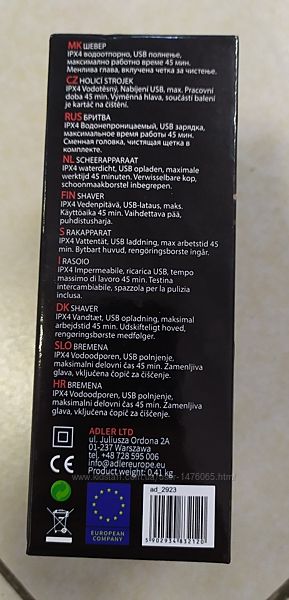 MK ШЕВЕР
IPX4 водоотпорно, USB полнење,
максимално работно време 45 мин.
Менлива глава, вклучена четка за чистење.
CZ HOLICÍ STROJEK
IPX4 Vodotěsný, Nabíjení USB, max. Pracovní
doba 45 min. Výměnná hlava, součástí balení
je kartáč na čištění.
RUS БРИТВА
IPX4 Водонепроницаемый, USB зарядка,
максимальное время работы 45 мин.
Сменная головка, чистящая щетка в
комплекте.
NL SCHEERAPPARAAT
IPX4 waterdicht, USB opladen, maximale
werktijd 45 minuten. Verwisselbare kop,
schoonmaakborstel inbegrepen.
FIN SHAVER
IPX4 Vedenpitävä, USB-lataus, maks.
Käyttöaika 45 min. Vaihdettava pää,
puhdistusharja.
S RAKAPPARAT
IPX4 Vattentät, USB laddning, max arbetstid 45
min. Bytbart huvud, rengöringsborste ingår.
I RASOIO
IPX4 Impermeabile, ricarica USB, tempo
massimo di lavoro 45 min. Testina
intercambiabile, spazzola per la pulizia
inclusa.
DK SHAVER
IPX4 Vandtæt, USB opladning, maksimal
arbejdstid 45 min. Udskifteligt hoved,
rengøringsbørste medfølger.
SLO BREMENA
IPX4 Vodoodporen, USB polnjenje,
maksimalni delovni čas 45 min. Zamenljiva
glava, vključena čopič za čiščenje.
HR BREMENA
IPX4 Vodoodporen, USB polnjenje,
maksimalni delovni čas 45 min. Zamenljiva
glava, vključena čopič za čiščenje.
ADLER LTD
ul. Juliusza Ordona 2A
01-237 Warszawa
tel. +48 728 595 006
info@adlereurope.eu
Product weight: 0,41 kg
CE
EUROPEAN
COMPANY
ad_2923
5 902934 832120